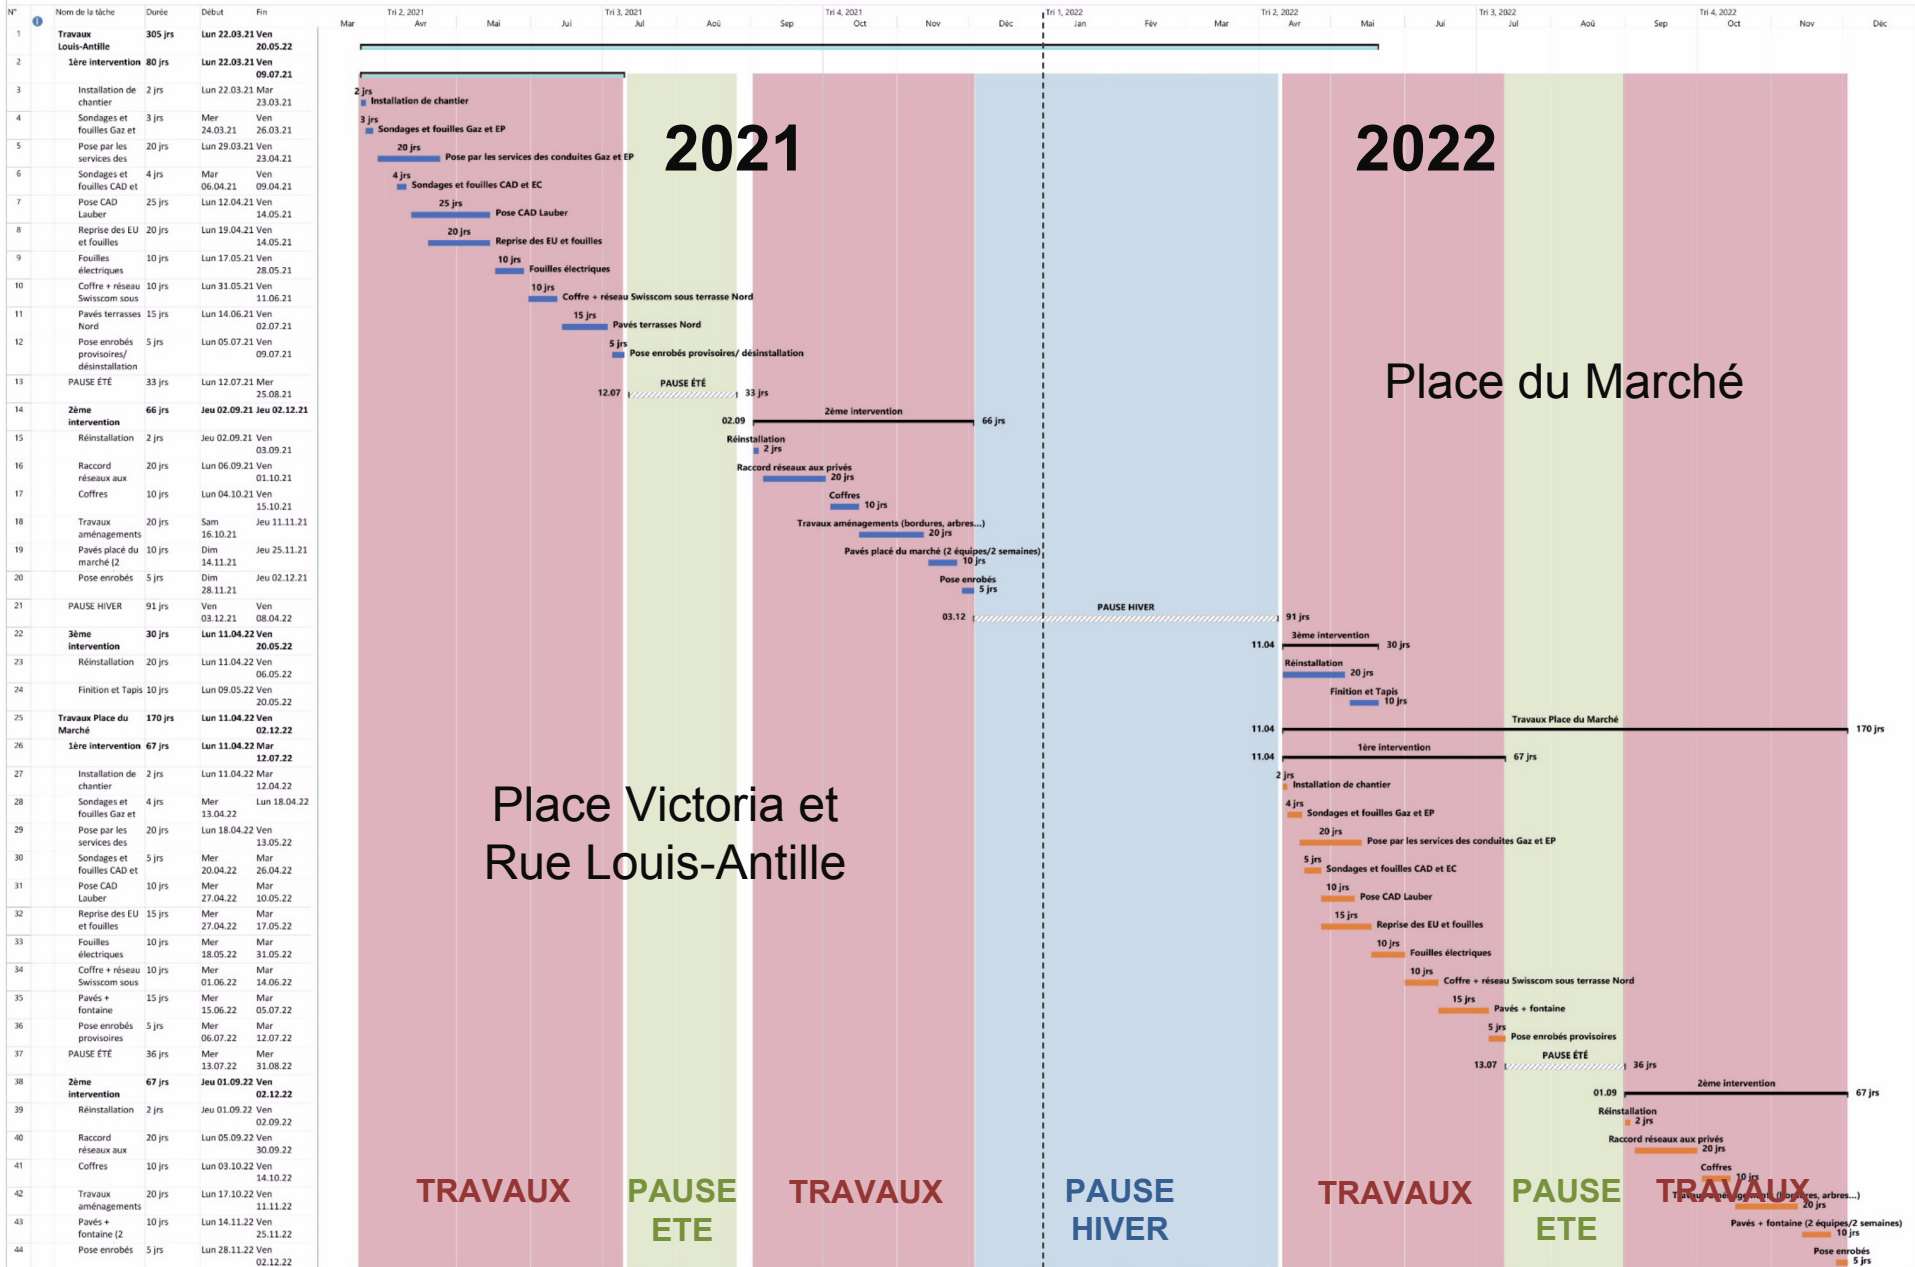 N° Nom de la tâche Durée Début Fin
Tri 2, 2021 Tri 3, 2021 Tri 4, 2021 Tri 1, 2022 Tri 2, 2022 Tri 3, 2022 Tri 4, 2022
Mar Avr Mai Jui Jul Aoû Sep Oct Nov Déc Jan Fév Mar Avr Mai Jui Jul Aoû Sep Oct Nov Déc
1 Travaux 305 jrs Lun 22.03.21 Ven
Louis-Antille 20.05.22
2 1ère intervention 80 jrs Lun 22.03.21 Ven
09.07.21
3 Installation de 2 jrs Lun 22.03.21 Mar
chantier 23.03.21
2 jrs
Installation de chantier
4 Sondages et 3 jrs Mer Ven
fouilles Gaz et 24.03.21 26.03.21
3 jrs
Sondages et fouilles Gaz et EP
2021
2022
5 Pose par les 20 jrs Lun 29.03.21 Ven
services des 23.04.21
20 jrs
Pose par les services des conduites Gaz et EP
6 Sondages et 4 jrs Mar Ven
fouilles CAD et 06.04.21 09.04.21
4 jrs
Sondages et fouilles CAD et EC
7 Pose CAD 25 jrs Lun 12.04.21 Ven
Lauber 14.05.21
25 jrs
Pose CAD Lauber
8 Reprise des EU 20 jrs Lun 19.04.21 Ven
et fouilles 14.05.21
20 jrs
Reprise des EU et fouilles
9 Fouilles 10 jrs Lun 17.05.21 Ven
électriques 28.05.21
10 jrs
Fouilles électriques
10 Coffre + réseau 10 jrs Lun 31.05.21 Ven
Swisscom sous 11.06.21
10 jrs
Coffre + réseau Swisscom sous terrasse Nord
11 Pavés terrasses 15 jrs Lun 14.06.21 Ven
Nord 02.07.21
15 jrs
Pavés terrasses Nord
12 Pose enrobés 5 jrs Lun 05.07.21 Ven
provisoires/ 09.07.21
désinstallation
5 jrs
Pose enrobés provisoires/ désinstallation
Place du Marché
13 PAUSE ÉTÉ 33 jrs Lun 12.07.21 Mer
25.08.21
PAUSE ÉTÉ
12.07 33 jrs
14 2ème 66 jrs Jeu 02.09.21 Jeu 02.12.21
intervention
2ème intervention
02.09 66 jrs
15 Réinstallation 2 jrs Jeu 02.09.21 Ven
03.09.21
Réinstallation
2 jrs
16 Raccord 20 jrs Lun 06.09.21 Ven
réseaux aux 01.10.21
Raccord réseaux aux privés
20 jrs
17 Coffres 10 jrs Lun 04.10.21 Ven
15.10.21
Coffres
10 jrs
18 Travaux 20 jrs Sam Jeu 11.11.21
aménagements 16.10.21
Travaux aménagements (bordures, arbres...)
20 jrs
19 Pavés placé du 10 jrs Dim Jeu 25.11.21
marché (2 14.11.21
Pavés placé du marché (2 équipes/2 semaines)
10 jrs
20 Pose enrobés 5 jrs Dim Jeu 02.12.21
28.11.21
Pose enrobés
5 jrs
21 PAUSE HIVER 91 jrs Ven Ven
03.12.21 08.04.22
PAUSE HIVER
03.12 91 jrs
22 3ème 30 jrs Lun 11.04.22 Ven
intervention 20.05.22
3ème intervention
11.04 30 jrs
23 Réinstallation 20 jrs Lun 11.04.22 Ven
06.05.22
Réinstallation
20 jrs
24 Finition et Tapis 10 jrs Lun 09.05.22 Ven
20.05.22
Finition et Tapis
10 jrs
25 Travaux Place du 170 jrs Lun 11.04.22 Ven
Marché 02.12.22
Travaux Place du Marché
11.04 170 jrs
26 1ère intervention 67 jrs Lun 11.04.22 Mar
12.07.22
1ère intervention
11.04 67 jrs
27 Installation de 2 jrs Lun 11.04.22 Mar
chantier 12.04.22
2 jrs
Installation de chantier
Place Victoria et
Rue Louis-Antille
28 Sondages et 4 jrs Mer Lun 18.04.22
fouilles Gaz et 13.04.22
4 jrs
Sondages et fouilles Gaz et EP
29 Pose par les 20 jrs Lun 18.04.22 Ven
services des 13.05.22
20 jrs
Pose par les services des conduites Gaz et EP
30 Sondages et 5 jrs Mer Mar
fouilles CAD et 20.04.22 26.04.22
5 jrs
Sondages et fouilles CAD et EC
31 Pose CAD 10 jrs Mer Mar
Lauber 27.04.22 10.05.22
10 jrs
Pose CAD Lauber
32 Reprise des EU 15 jrs Mer Mar
et fouilles 27.04.22 17.05.22
15 jrs
Reprise des EU et fouilles
33 Fouilles 10 jrs Mer Mar
électriques 18.05.22 31.05.22
10 jrs
Fouilles électriques
34 Coffre + réseau 10 jrs Mer Mar
Swisscom sous 01.06.22 14.06.22
10 jrs
Coffre + réseau Swisscom sous terrasse Nord
35 Pavés + 15 jrs Mer Mar
fontaine 15.06.22 05.07.22
15 jrs
Pavés + fontaine
36 Pose enrobés 5 jrs Mer Mar
provisoires 06.07.22 12.07.22
5 jrs
Pose enrobés provisoires
37 PAUSE ÉTÉ 36 jrs Mer Mer
13.07.22 31.08.22
PAUSE ÉTÉ
13.07 36 jrs
38 2ème 67 jrs Jeu 01.09.22 Ven
intervention 02.12.22
2ème intervention
01.09 67 jrs
39 Réinstallation 2 jrs Jeu 01.09.22 Ven
02.09.22
Réinstallation
2 jrs
40 Raccord 20 jrs Lun 05.09.22 Ven
réseaux aux 30.09.22
Raccord réseaux aux privés
20 jrs
41 Coffres 10 jrs Lun 03.10.22 Ven
14.10.22
Coffres
10 jrs
42 Travaux 20 jrs Lun 17.10.22 Ven
aménagements 11.11.22
Travaux aménagements (bordures, arbres...)
20 jrs
43 Pavés + 10 jrs Lun 14.11.22 Ven
fontaine (2 25.11.22
Pavés + fontaine (2 équipes/2 semaines)
10 jrs
44 Pose enrobés 5 jrs Lun 28.11.22 Ven
02.12.22
Pose enrobés
5 jrs
TRAVAUX
PAUSE
ETE
TRAVAUX
PAUSE
HIVER
TRAVAUX
PAUSE
ETE
TRAVAUX